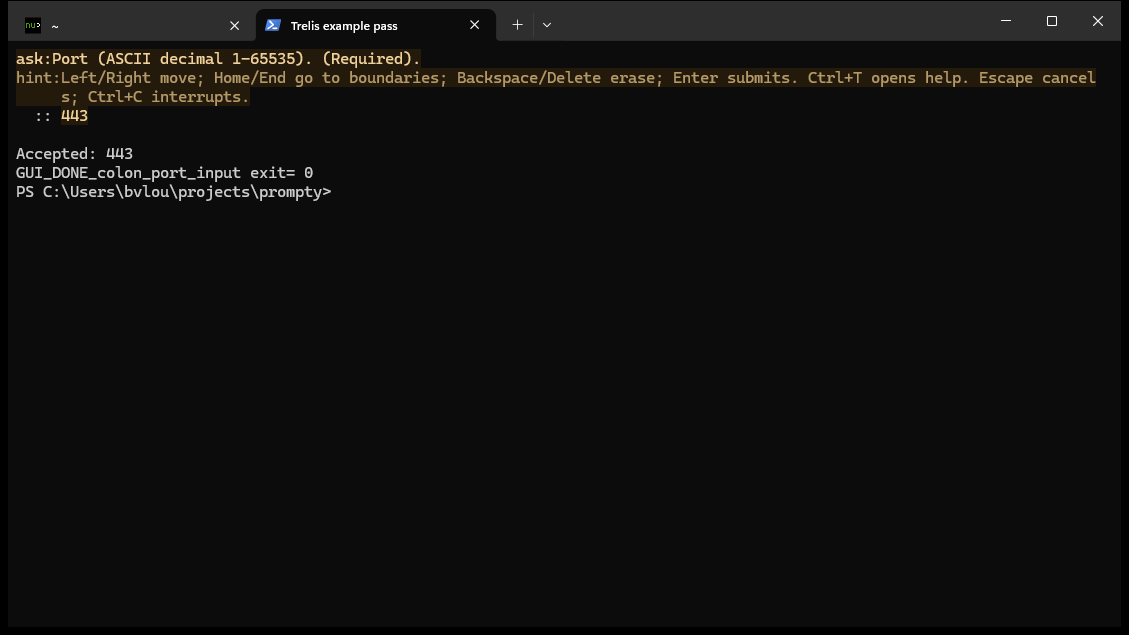 nu> ~
Trelis example pass
ask:Port (ASCII decimal 1-65535). (Required).
hint:Left/Right move; Home/End go to boundaries; Backspace/Delete erase; Enter submits. Ctrl+T opens help. Escape cancel
s; Ctrl+C interrupts.
:: 443
Accepted: 443
GUI_DONE_colon_port_input exit= 0
PS C:\Users\bvlou\projects\prompty>